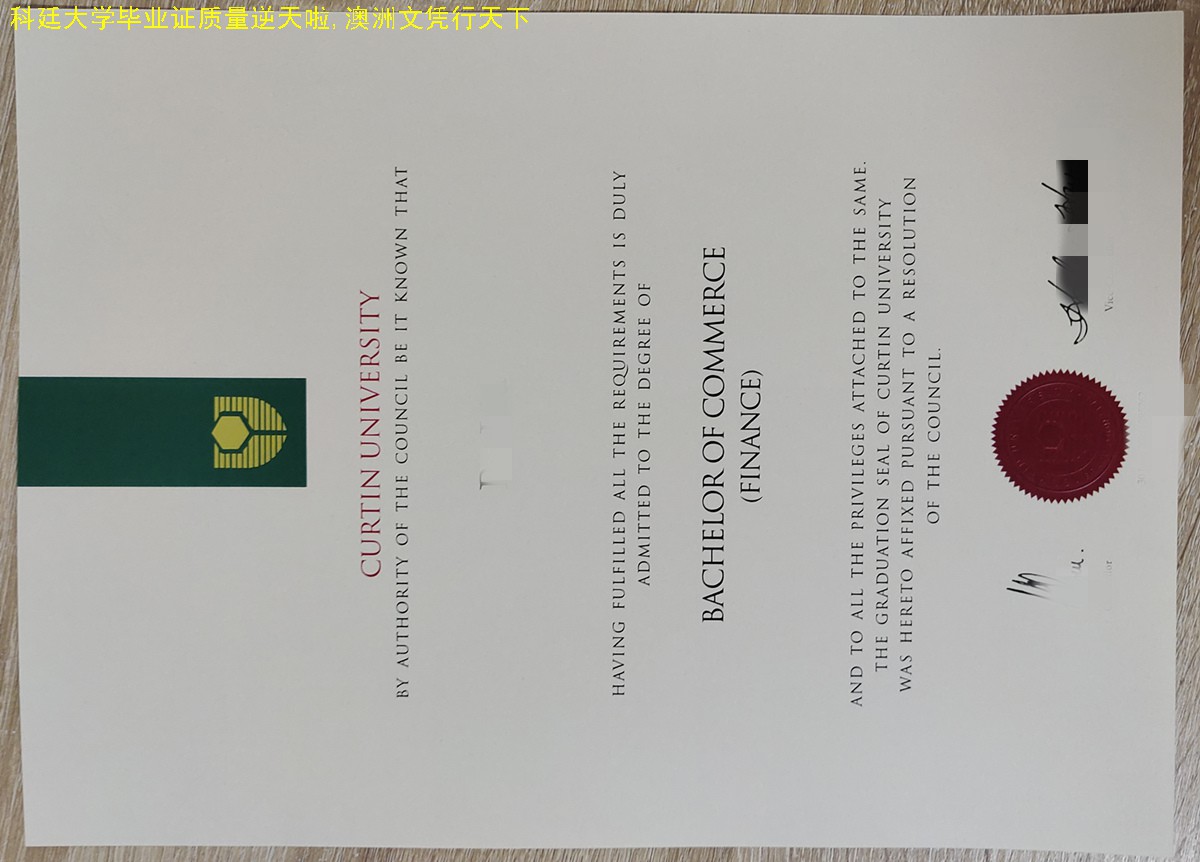 科廷大学毕业证质量逆天啦,澳洲文凭行天下
CURTIN UNIVERSITY
BY AUTHORITY OF THE COUNCIL BE IT KNOWN THAT
HAVING FULFILLED ALL THE REQUIREMENTS IS DULY
ADMITTED TO THE DEGREE OF
BACHELOR OF COMMERCE
(FINANCE)
AND TO ALL THE PRIVILEGES ATTACHED TO THE SAME.
THE GRADUATION SEAL OF CURTIN UNIVERSITY
WAS HERETO AFFIXED PURSUANT TO A RESOLUTION
OF THE COUNCIL.